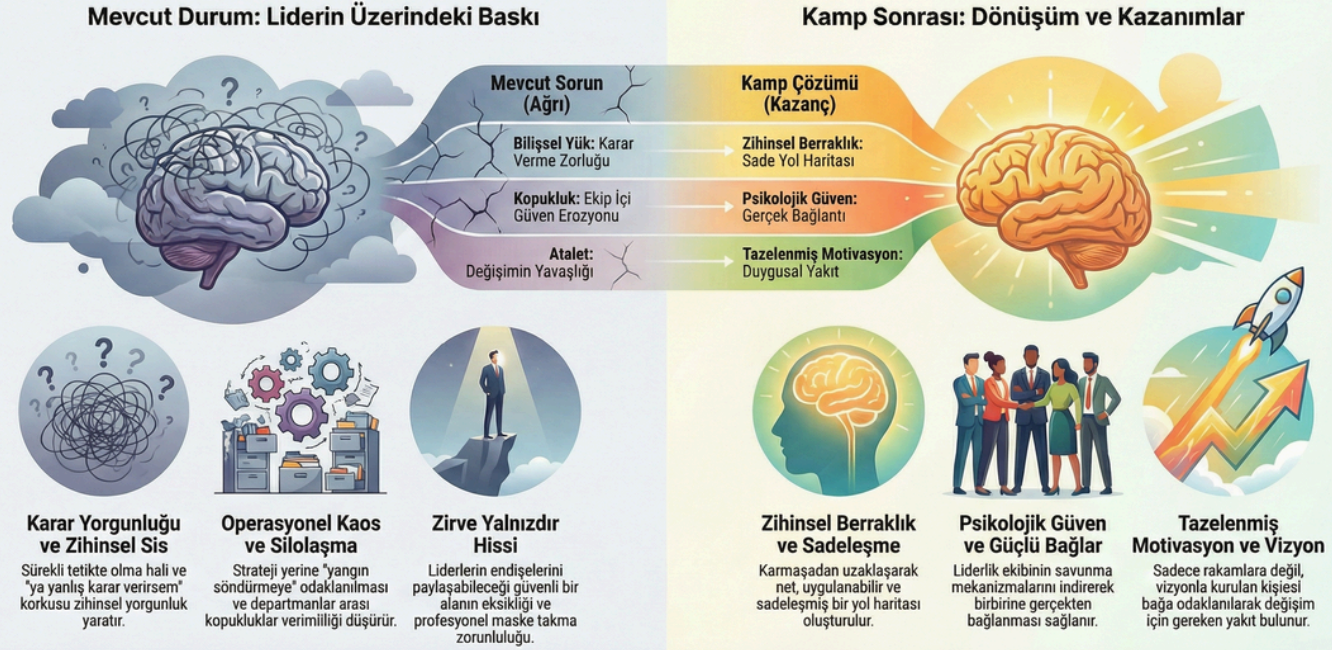 Mevcut Durum: Liderin Üzerindeki Baskı
Kamp Sonrası: Dönüşüm ve Kazanımlar
Mevcut Sorun
(Ağrı)
Kamp Çözümü
(Kazanç)
Bilişsel Yük: Karar
Verme Zorluğu
Zihinsel Berraklık:
Sade Yol Haritası
Kopukluk: Ekip İçi
Güven Erozyonu
Psikolojik Güven:
Gerçek Bağlantı
Atalet:
Değişimin Yavaşlığı
Tazelenmiş Motivasyon:
Duygusal Yakıt
Karar Yorgunluğu
ve Zihinsel Sis
Sürekli tetikte olma hali ve
"ya yanlış karar verirsem"
korkusu zihinsel yorgunluk
yaratır.
Operasyonel Kaos
ve Silolaşma
Strateji yerine "yangın
söndürmeye" odaklanılması
ve departmanlar arası
kopukluklar verimiiliği düşürür.
Zirve Yalnızdır
Hissi
Liderlerin endişelerini
paylaşabileceği güvenli bir
alanın eksikliği ve
profesyonel maske takma
zorunluluğu.
Zihinsel Berraklık
ve Sadeleşme
Karmaşadan uzaklaşarak
net, uygulanabilir ve
sadeleşmiş bir yol haritası
oluşturulur.
Psikolojik Güven
ve Güçlü Bağlar
Liderlik ekibinin savunma
mekanizmalarını indirerek
birbirine gerçekten
bağlanması sağlanır.
Tazelenmiş
Motivasyon ve Vizyon
Sadece rakamlara değil,
vizyonla kurulan kişiesi
bağa odaklanılarak değişim
için gereken yakıt bulunur.